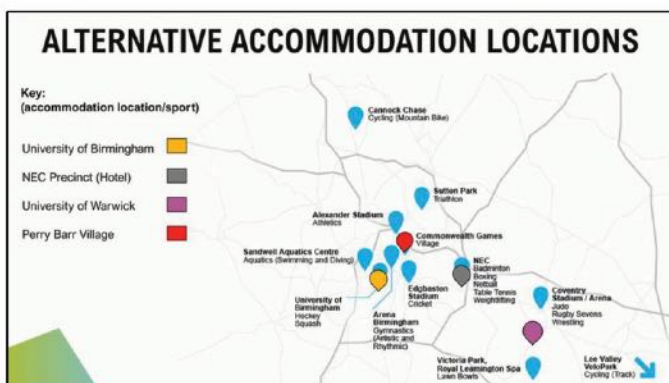 ALTERNATIVE ACCOMMODATION LOCATIONS
Key:
(accommodation location/sport)
University of Birmingham
NEC Precinct (Hotel)
University of Warwick
Perry Barr Village
Cannock Chase
Cycling (Mountain Bike)
Sutton Park
Triathlon
Alexander Stadium
Athletics
Commonwealth Games
Village
Sandwell Aquatics Centre
Aquatics (Swimming and Diving)
NEC
Badminton
Boxing
Netball
Table Tennis
Weightlifting
Edgbaston
Stadium
Cricket
University of
Birmingham
Hockey
Squash
Arena
Birmingham
Gymnastics
(Artistic and
Rhythmic)
Coventry
Stadium / Arena
Judo
Rugby Sevens
Wrestling
Victoria Park,
Royal Leamington Spa
Lawn Bowls
Lee Valley
VeloPark
Cycling (Track)